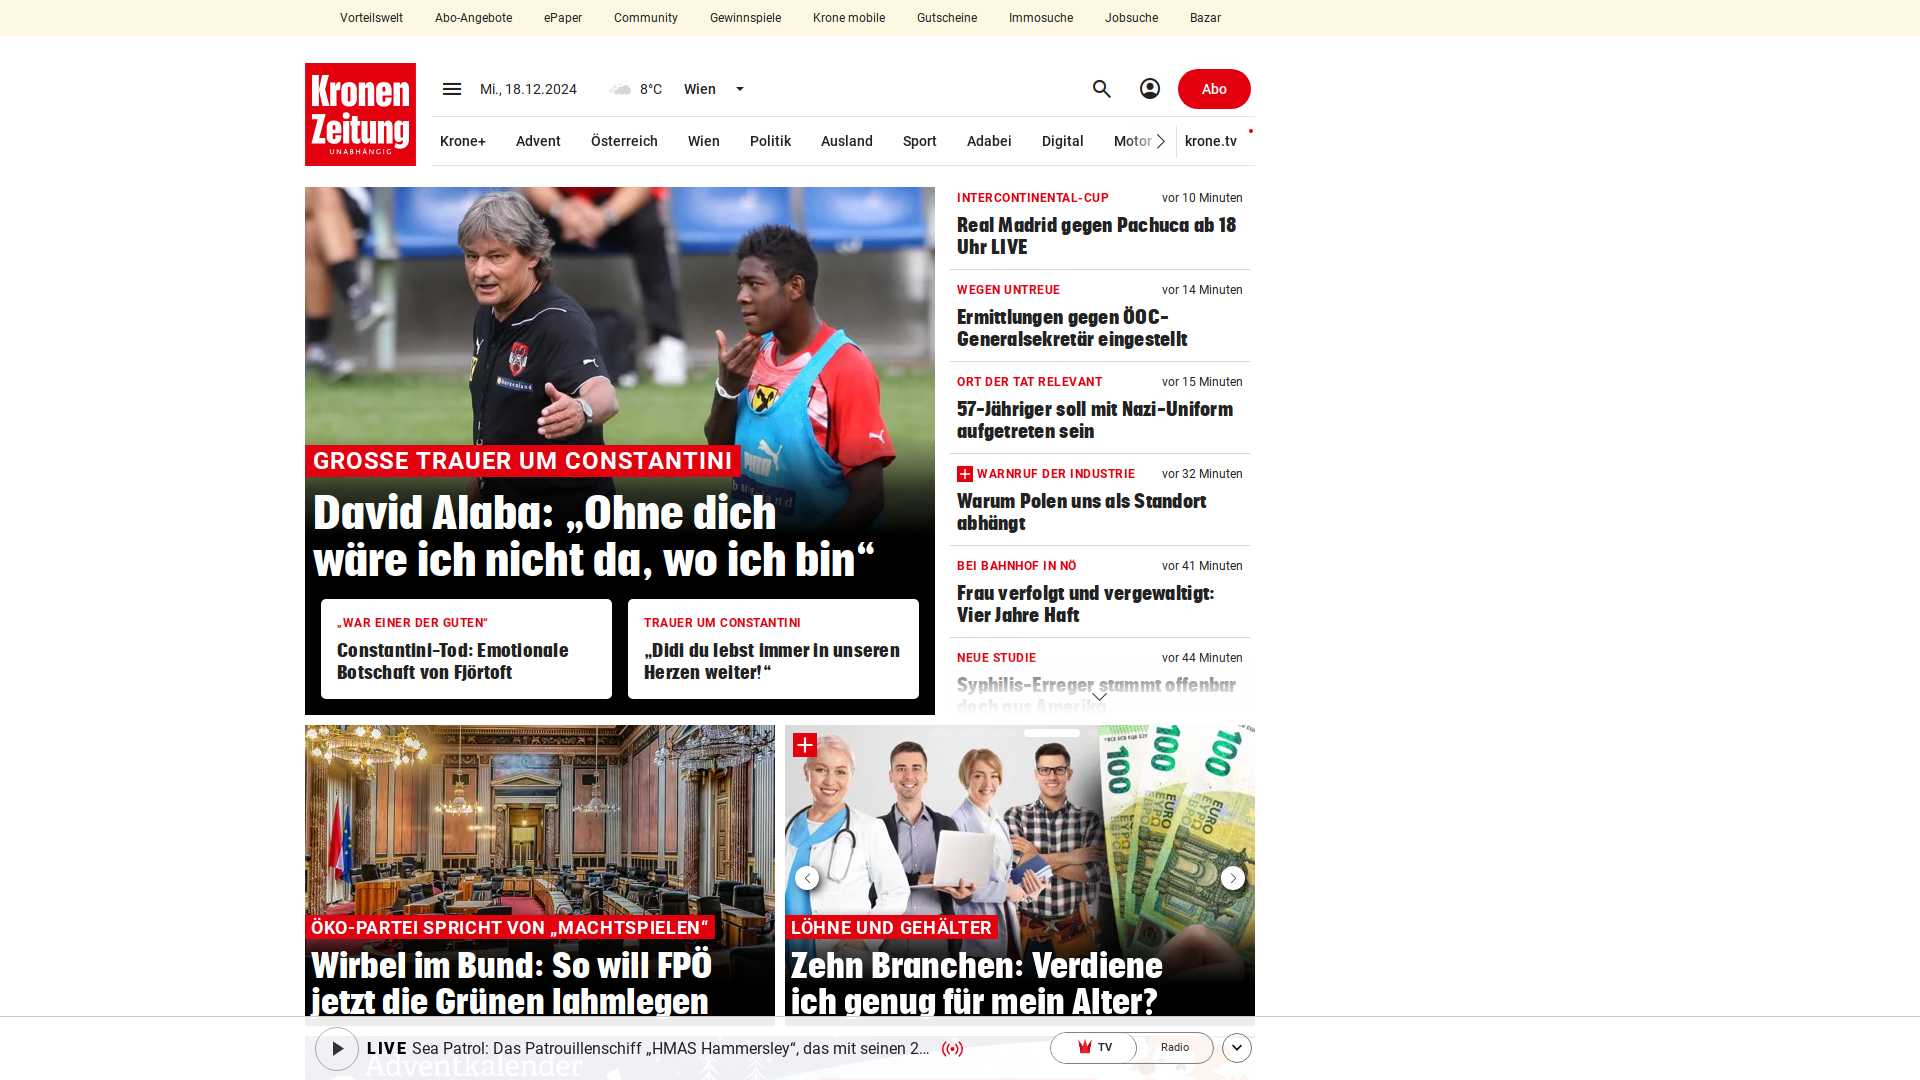 Vorteilswelt Abo-Angebote ePaper Community Gewinnspiele Krone mobile Gutscheine Immosuche Jobsuche Bazar
Kronen
Zeitung
UNABHÄNGIG
Mi., 18.12.2024 8°C Wien
Abo
Krone+ Advent Österreich Wien Politik Ausland Sport Adabei Digital Motor krone.tv
GROSSE TRAUER UM CONSTANTINI
David Alaba: „Ohne dich
wäre ich nicht da, wo ich bin“
„WAR EINER DER GUTEN“
Constantini-Tod: Emotionale
Botschaft von Fjörtoft
TRAUER UM CONSTANTINI
„Didi du lebst immer in unseren
Herzen weiter!“
INTERCONTINENTAL-CUP vor 10 Minuten
Real Madrid gegen Pachuca ab 18
Uhr LIVE
WEGEN UNTREUE vor 14 Minuten
Ermittlungen gegen ÖOC-
Generalsekretär eingestellt
ORT DER TAT RELEVANT vor 15 Minuten
57-Jähriger soll mit Nazi-Uniform
aufgetreten sein
WARNRUF DER INDUSTRIE vor 32 Minuten
Warum Polen uns als Standort
abhängt
BEI BAHNHOF IN NÖ vor 41 Minuten
Frau verfolgt und vergewaltigt:
Vier Jahre Haft
NEUE STUDIE vor 44 Minuten
Syphilis-Erreger stammt offenbar
doch aus Amerika
ÖKO-PARTEI SPRICHT VON „MACHTSPIELEN“
Wirbel im Bund: So will FPÖ
jetzt die Grünen lahmlegen
100 100 100
LÖHNE UND GEHÄLTER
Zehn Branchen: Verdiene
ich genug für mein Alter?
LIVE Sea Patrol: Das Patrouillenschiff „HMAS Hammersley“, das mit seinen 2...
TV Radio
Adventkalender